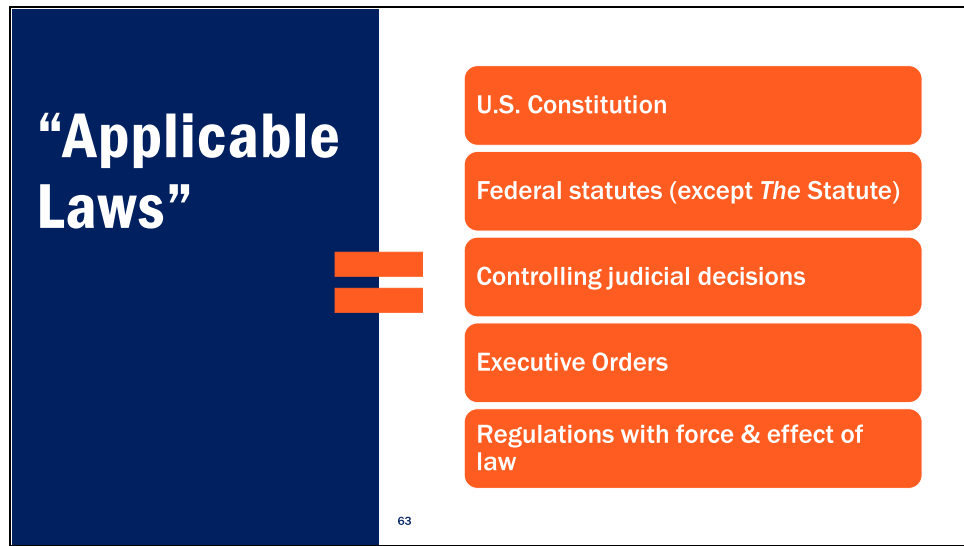 “Applicable
Laws”
U.S. Constitution
Federal statutes (except The Statute)
Controlling judicial decisions
Executive Orders
Regulations with force & effect of
law
63